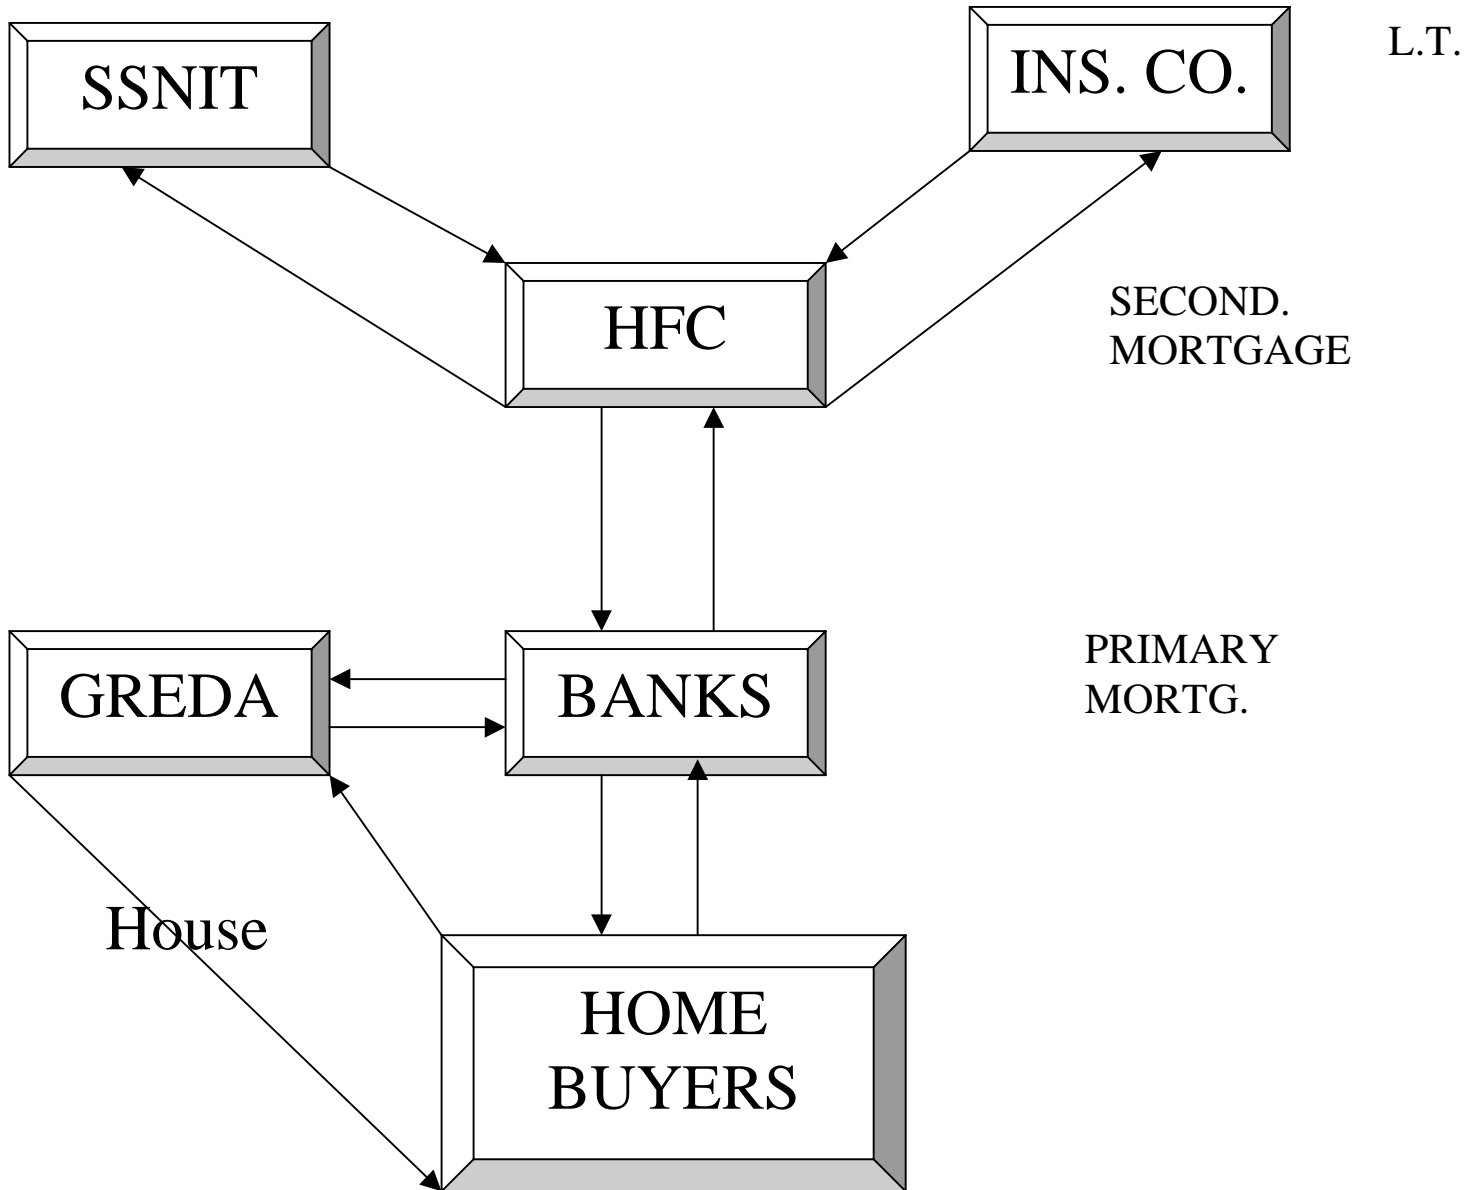 SSNIT
INS. CO.
L.T.
HFC
SECOND.
MORTGAGE
GREDA
BANKS
PRIMARY
MORTG.
House
HOME
BUYERS